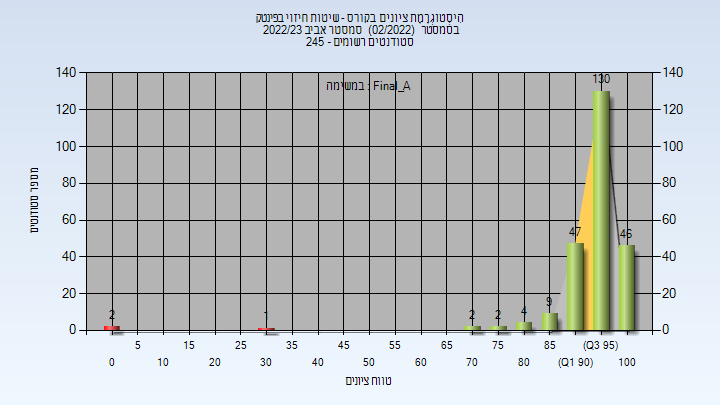 היסטוגרמת ציונים בקורס - שיטות חיזוי בפינטק
בסמסטר (02/2022) סמסטר אביב 2022/23
סטודנטים רשומים - 245
במשימה : Final_A
140 140
120 120
100 100
80 80
60 60
40 40
20 20
0 0
2 1 2 2 4 9 47 130 46
מספר סטודנטים
5 15 25 35 45 55 65 75 85 (Q3 95)
0 10 20 30 40 50 60 70 80 (Q1 90) 100
טווח ציונים